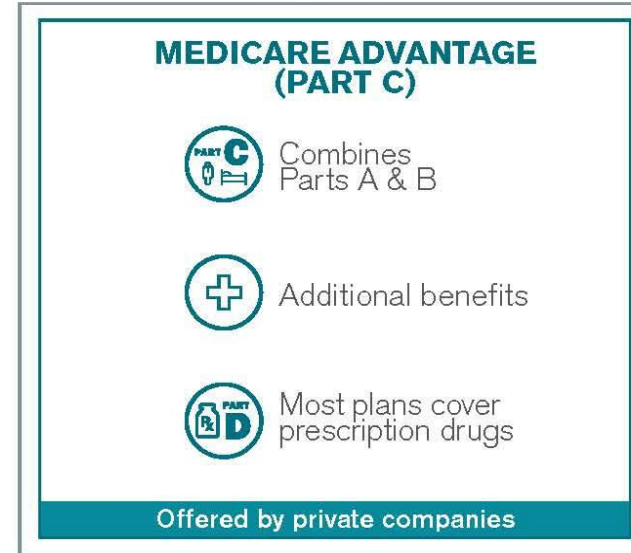 MEDICARE ADVANTAGE
(PART C)
PART C
Combines
Parts A & B
Additional benefits
Rx PART
D
Most plans cover
prescription drugs
Offered by private companies